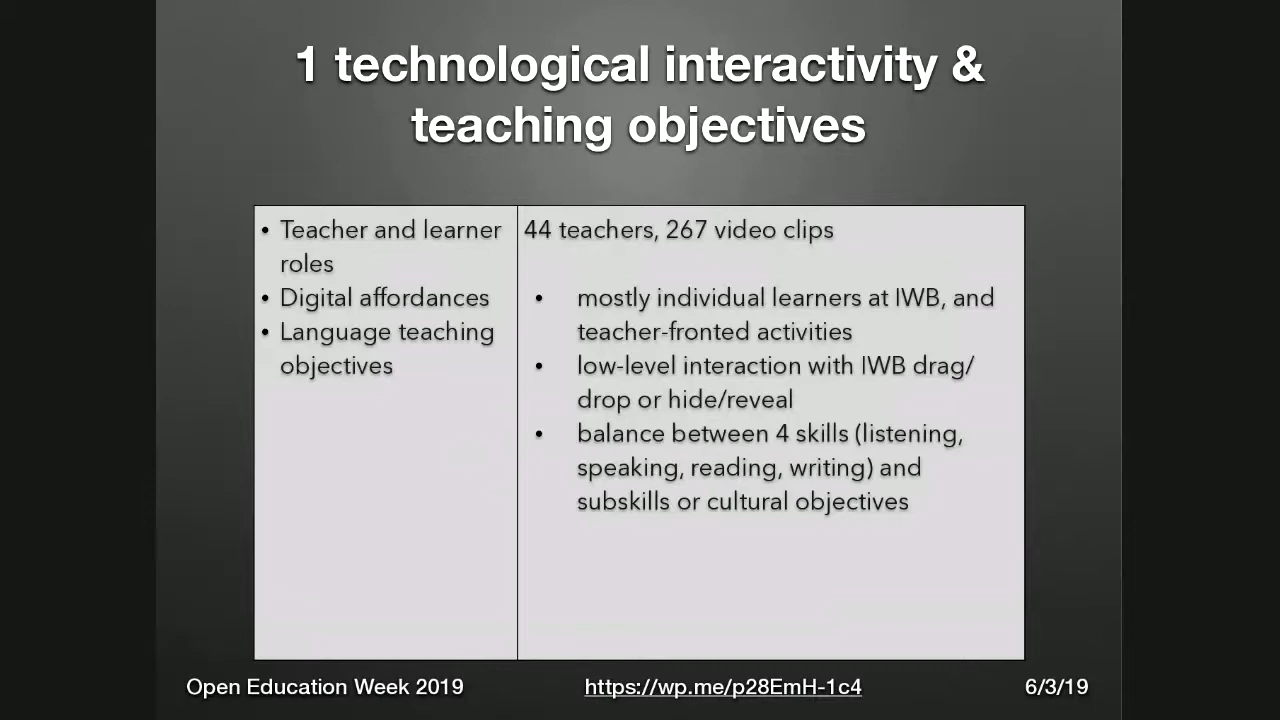 1 technological interactivity &
teaching objectives
• Teacher and learner
roles
• Digital affordances
• Language teaching
objectives
44 teachers, 267 video clips
• mostly individual learners at IWB, and
teacher-fronted activities
• low-level interaction with IWB drag/
drop or hide/reveal
• balance between 4 skills (listening,
speaking, reading, writing) and
subskills or cultural objectives
Open Education Week 2019
https://wp.me/p28EmH-1c4
6/3/19